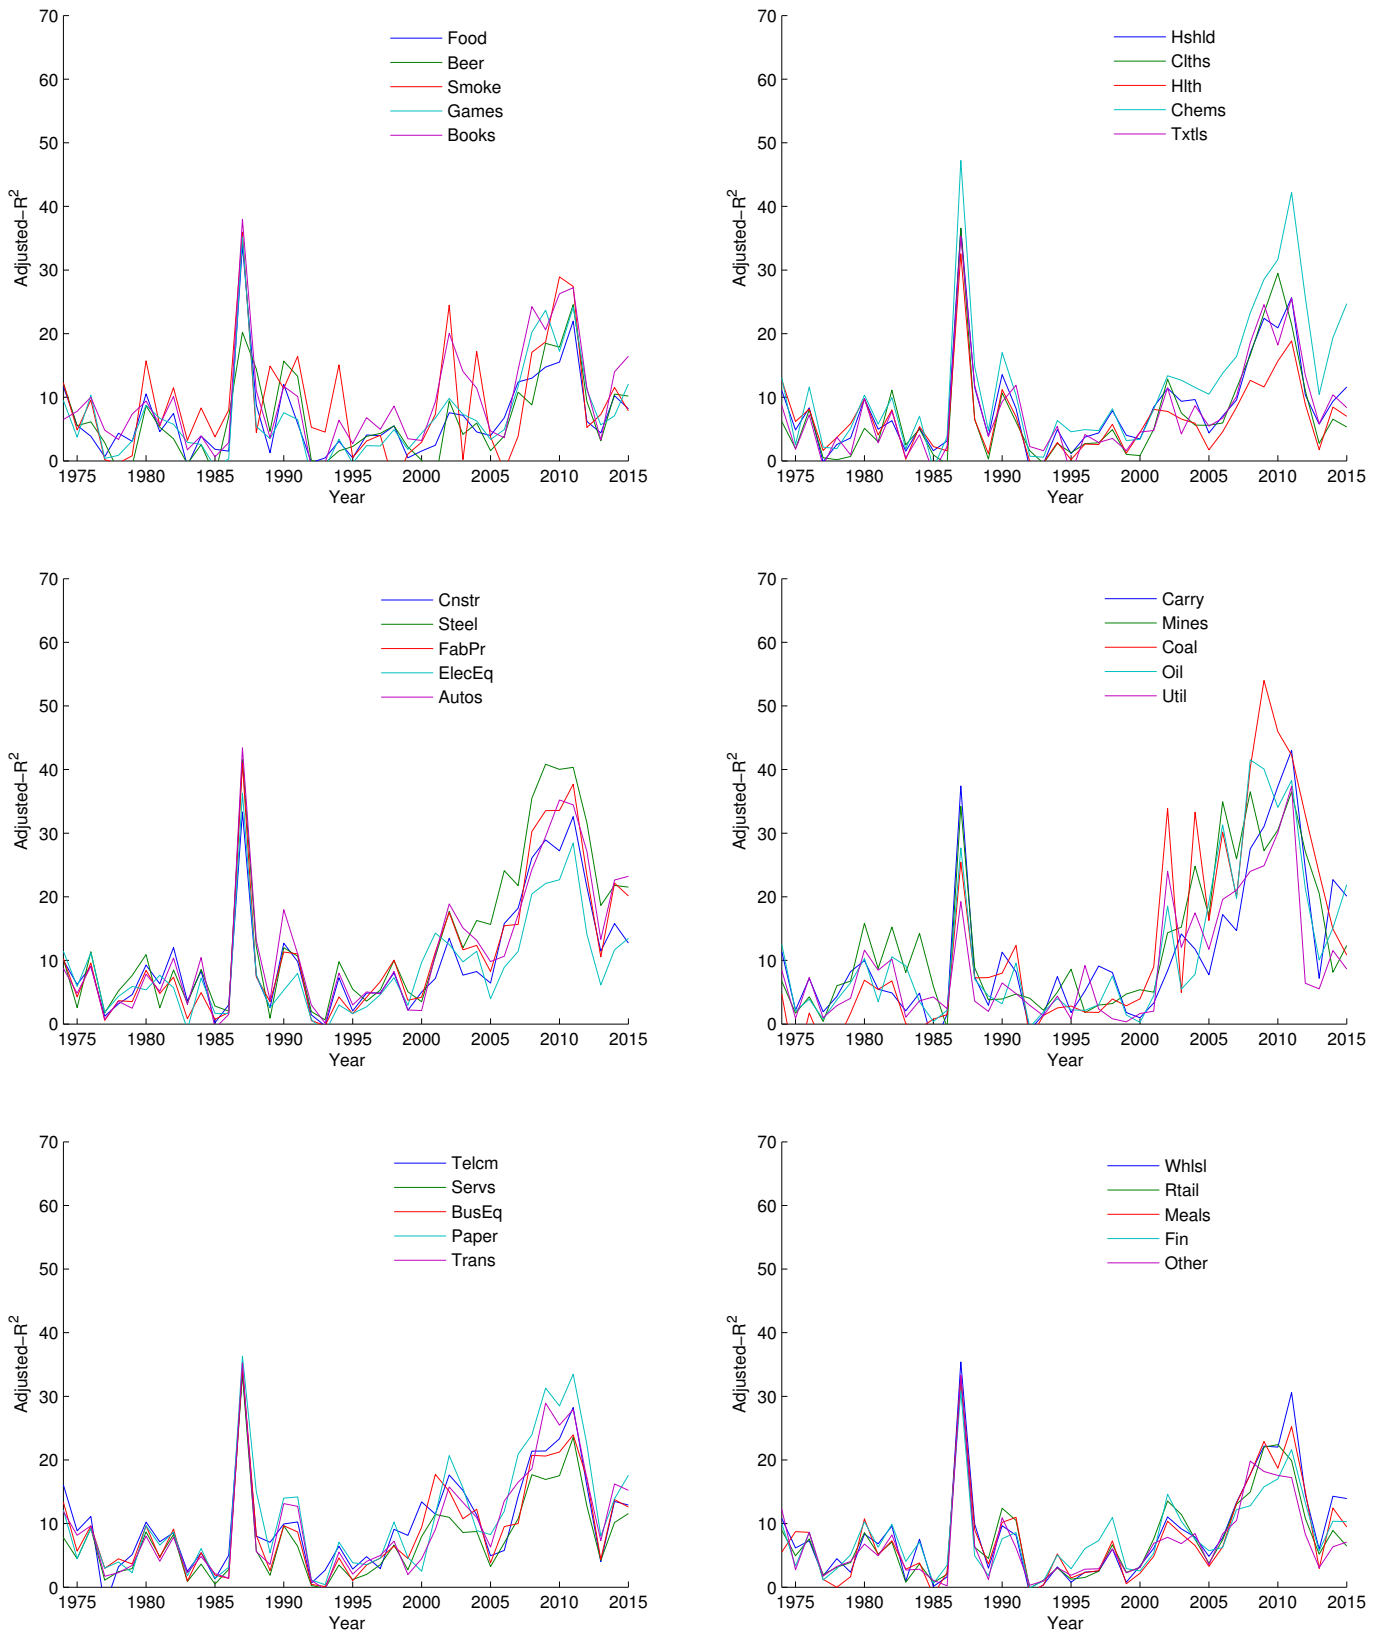 70
60
50
40
30
20
10
0
Adjusted−R²
1975 1980 1985 1990 1995 2000 2005 2010 2015
Year
Food
Beer
Smoke
Games
Books
70
60
50
40
30
20
10
0
Adjusted−R²
1975 1980 1985 1990 1995 2000 2005 2010 2015
Year
Hshld
Clths
Hlth
Chems
Txtls
70
60
50
40
30
20
10
0
Adjusted−R²
1975 1980 1985 1990 1995 2000 2005 2010 2015
Year
Cnstr
Steel
FabPr
ElecEq
Autos
70
60
50
40
30
20
10
0
Adjusted−R²
1975 1980 1985 1990 1995 2000 2005 2010 2015
Year
Carry
Mines
Coal
Oil
Util
70
60
50
40
30
20
10
0
Adjusted−R²
1975 1980 1985 1990 1995 2000 2005 2010 2015
Year
Telcm
Servs
BusEq
Paper
Trans
70
60
50
40
30
20
10
0
Adjusted−R²
1975 1980 1985 1990 1995 2000 2005 2010 2015
Year
Whlsl
Rtail
Meals
Fin
Other